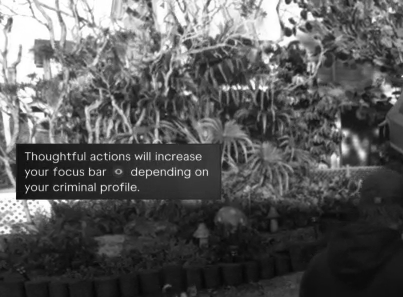 Thoughtful actions will increase
your focus bar depending on
your criminal profile.